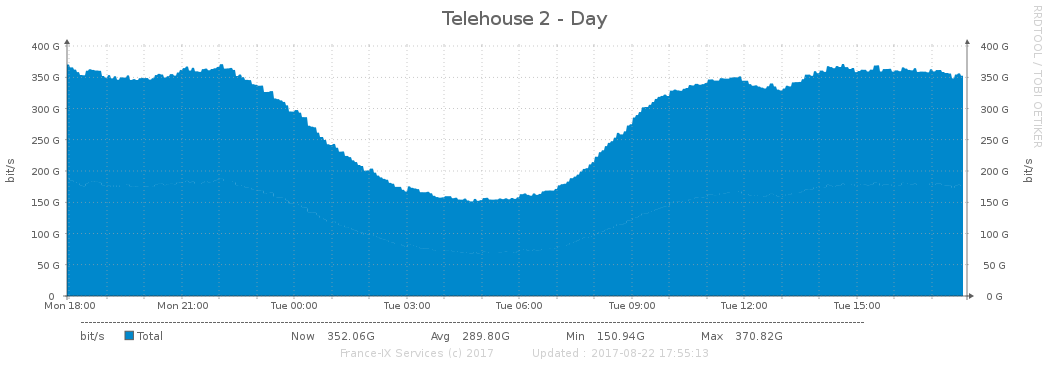 Telehouse 2 - Day
RRDTOOL / TOBI OETIKER
400 G 400 G
350 G 350 G
300 G 300 G
250 G 250 G
200 G 200 G
150 G 150 G
100 G 100 G
50 G 50 G
0 0 G
bit/s bit/s
Mon 18:00 Mon 21:00 Tue 00:00 Tue 03:00 Tue 06:00 Tue 09:00 Tue 12:00 Tue 15:00
bit/s Total Now 352.06G Avg 289.80G Min 150.94G Max 370.82G
France-IX Services (c) 2017 Updated : 2017-08-22 17:55:13